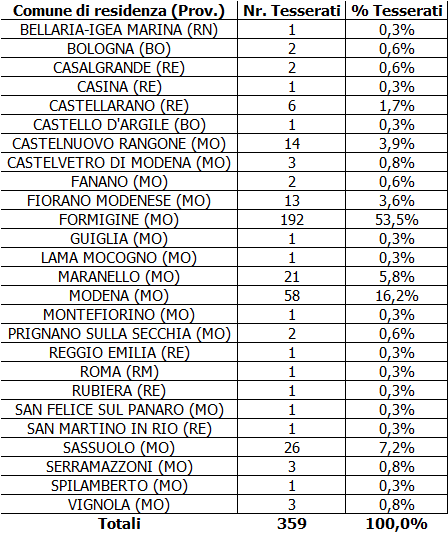 Comune di residenza (Prov.) Nr. Tesserati % Tesserati
BELLARIA-IGEA MARINA (RN) 1 0,3%
BOLOGNA (BO) 2 0,6%
CASALGRANDE (RE) 2 0,6%
CASINA (RE) 1 0,3%
CASTELLARANO (RE) 6 1,7%
CASTELLO D'ARGILE (BO) 1 0,3%
CASTELNUOVO RANGONE (MO) 14 3,9%
CASTELVETRO DI MODENA (MO) 3 0,8%
FANANO (MO) 2 0,6%
FIORANO MODENESE (MO) 13 3,6%
FORMIGINE (MO) 192 53,5%
GUIGLIA (MO) 1 0,3%
LAMA MOCOGNO (MO) 1 0,3%
MARANELLO (MO) 21 5,8%
MODENA (MO) 58 16,2%
MONTEFIORINO (MO) 1 0,3%
PRIGNANO SULLA SECCHIA (MO) 2 0,6%
REGGIO EMILIA (RE) 1 0,3%
ROMA (RM) 1 0,3%
RUBIERA (RE) 1 0,3%
SAN FELICE SUL PANARO (MO) 1 0,3%
SAN MARTINO IN RIO (RE) 1 0,3%
SASSUOLO (MO) 26 7,2%
SERRAMAZZONI (MO) 3 0,8%
SPILAMBERTO (MO) 1 0,3%
VIGNOLA (MO) 3 0,8%
Totali 359 100,0%